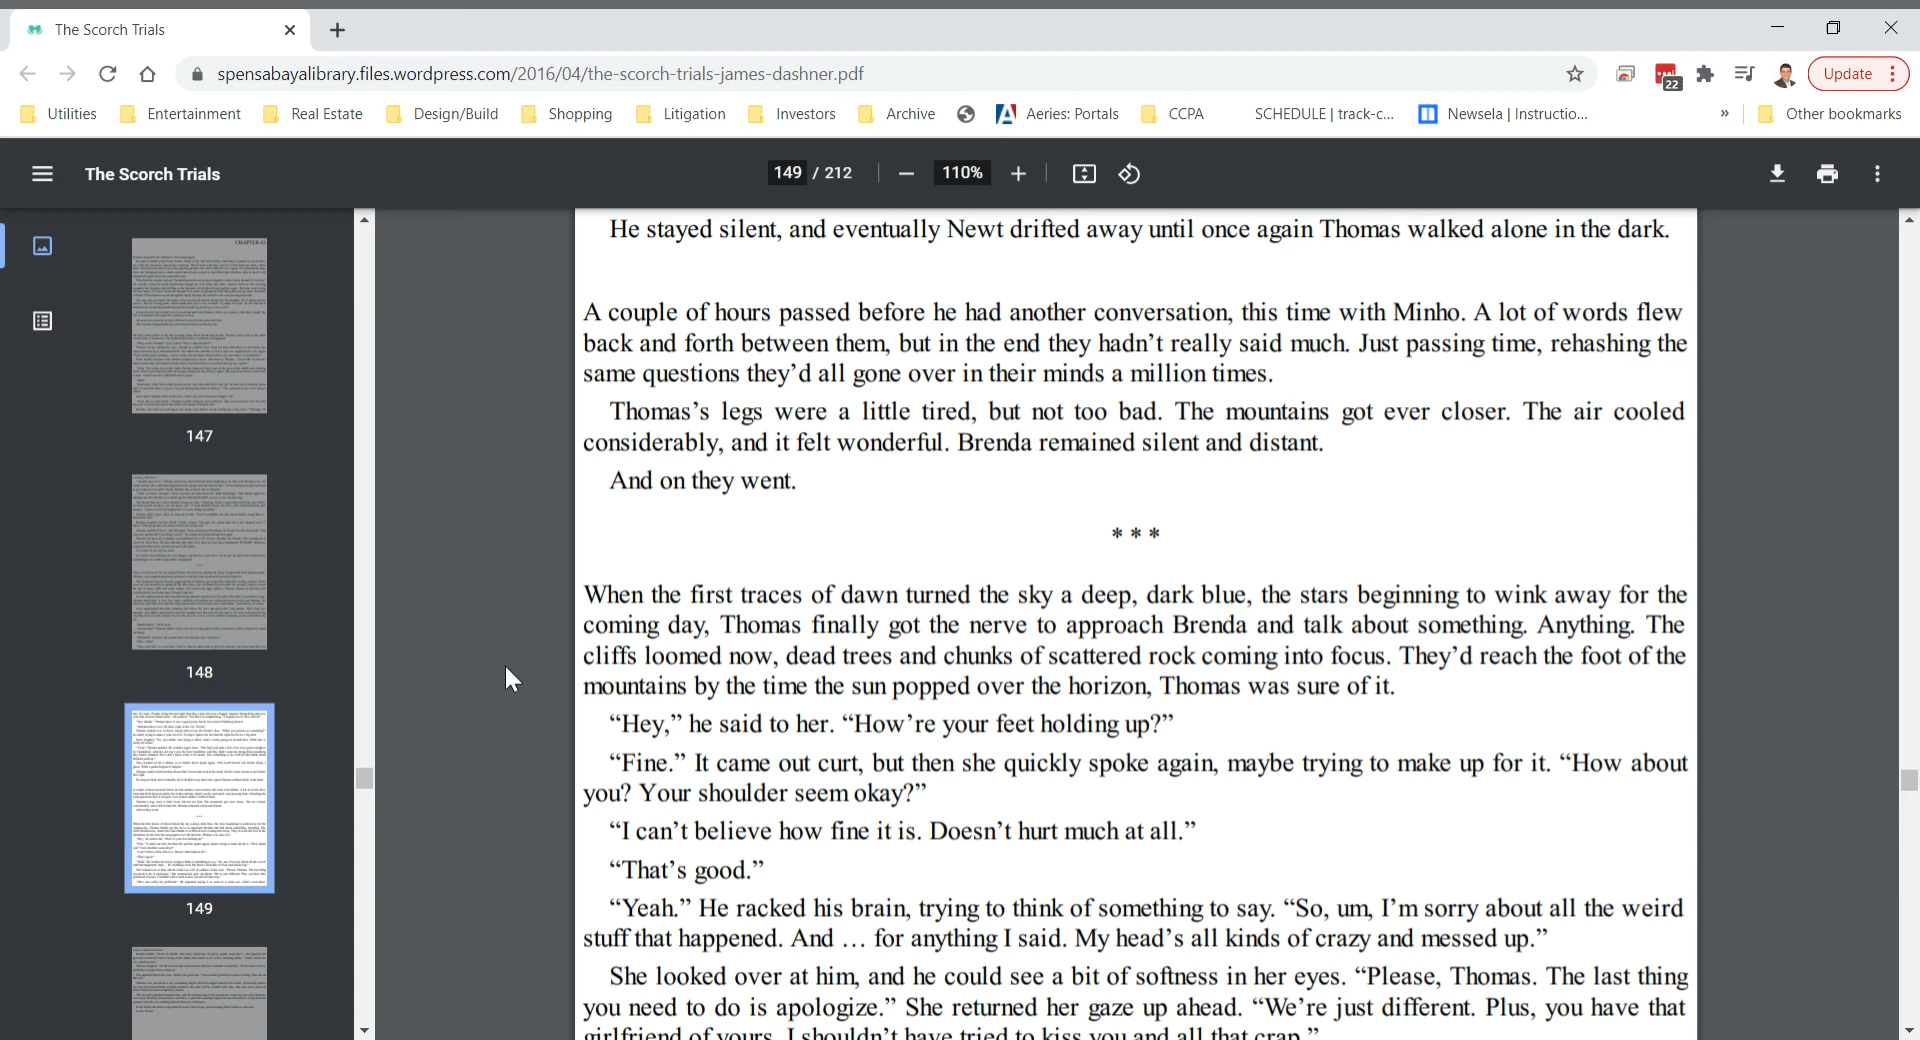 The Scorch Trials
spensabayalibrary.files.wordpress.com/2016/04/the-scorch-trials-james-dashner.pdf
22
Update
Utilities Entertainment Real Estate Design/Build Shopping Litigation Investors Archive Aeries: Portals CCPA SCHEDULE | track-c... Newsela | Instructio... » Other bookmarks
The Scorch Trials 149 / 212 — 110% +
CHAPTER 43
147
148
149
He stayed silent, and eventually Newt drifted away until once again Thomas walked alone in the dark.
A couple of hours passed before he had another conversation, this time with Minho. A lot of words flew
back and forth between them, but in the end they hadn’t really said much. Just passing time, rehashing the
same questions they’d all gone over in their minds a million times.
Thomas’s legs were a little tired, but not too bad. The mountains got ever closer. The air cooled
considerably, and it felt wonderful. Brenda remained silent and distant.
And on they went.
* * *
When the first traces of dawn turned the sky a deep, dark blue, the stars beginning to wink away for the
coming day, Thomas finally got the nerve to approach Brenda and talk about something. Anything. The
cliffs loomed now, dead trees and chunks of scattered rock coming into focus. They’d reach the foot of the
mountains by the time the sun popped over the horizon, Thomas was sure of it.
“Hey,” he said to her. “How’re your feet holding up?”
“Fine.” It came out curt, but then she quickly spoke again, maybe trying to make up for it. “How about
you? Your shoulder seem okay?”
“I can’t believe how fine it is. Doesn’t hurt much at all.”
“That’s good.”
“Yeah.” He racked his brain, trying to think of something to say. “So, um, I’m sorry about all the weird
stuff that happened. And … for anything I said. My head’s all kinds of crazy and messed up.”
She looked over at him, and he could see a bit of softness in her eyes. “Please, Thomas. The last thing
you need to do is apologize.” She returned her gaze up ahead. “We’re just different. Plus, you have that
girlfriend of yours. I shouldn’t have tried to kiss you and all that crap.”